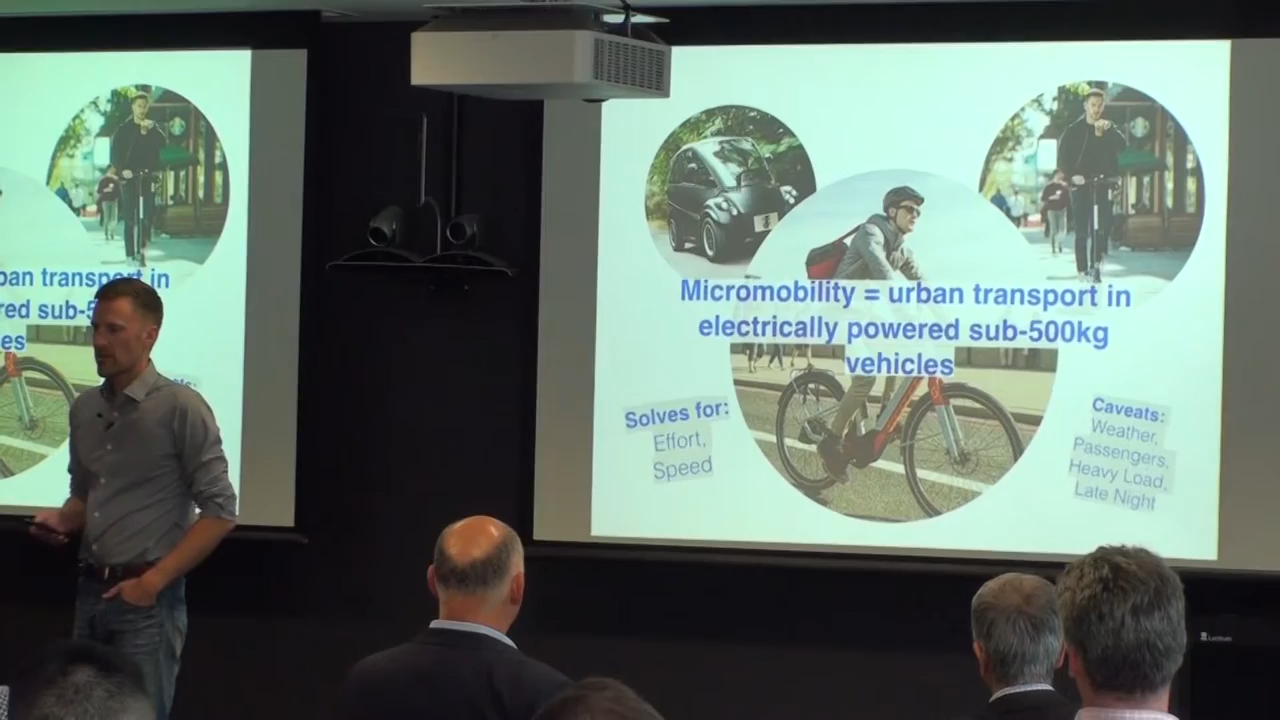 ban transport in
red sub-5
es
Micromobility = urban transport in
electrically powered sub-500kg
vehicles
Solves for:
Effort,
Speed
Caveats:
Weather,
Passengers,
Heavy Load,
Late Night